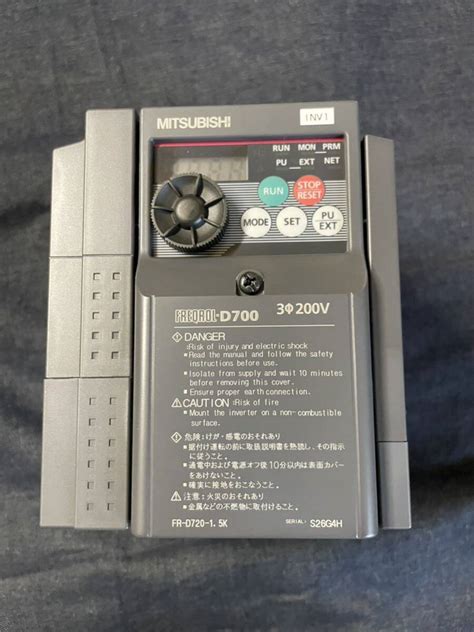 MITSUBISHI
INV1
RUN MON PRM
PU EXT NET
RUN
STOP
RESET
MODE
SET
PU
EXT
FREQROL-D700 3Φ200V
⚠DANGER
:Risk of injury and electric shock
● Read the manual and follow the safety
instructions before use.
● Isolate from supply and wait 10 minutes
before removing this cover.
● Ensure proper earth connection.
⚠CAUTION :Risk of fire
● Mount the inverter on a non-combustible
surface.
⚠危険:けが・感電のおそれあり
● 据付け運転の前に取扱説明書を熟読し、その指示
に従うこと。
● 通電中および電源オフ後10分以内は表面カバー
をあけないこと。
● 確実に接地をおこなうこと。
⚠注意:火災のおそれあり
● 金属などの不燃物に取付けること。
FR-D720-1.5K SERIAL: S26G4H